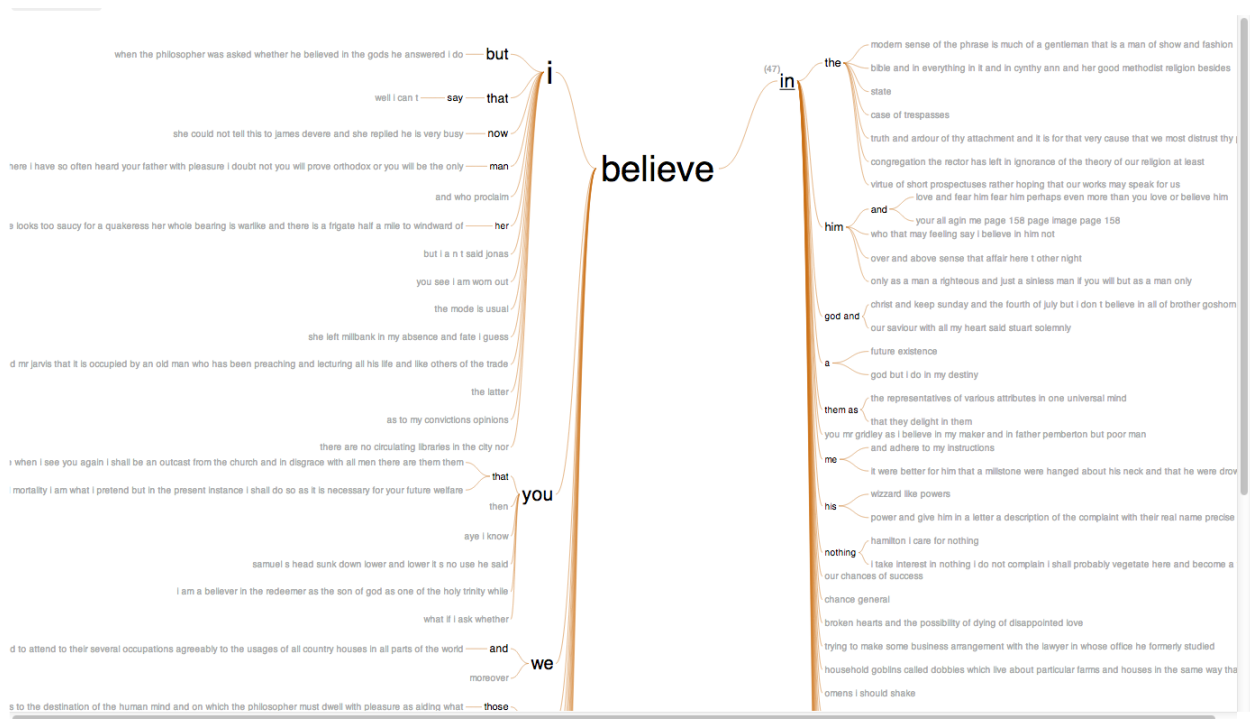 when the philosopher was asked whether he believed in the gods he answered i do but
i
well i can t say that
she could not tell this to james devere and she replied he is very busy now
here i have so often heard your father with pleasure i doubt not you will prove orthodox or you will be the only man
and who proclaim
looks too saucy for a quakeress her whole bearing is warlike and there is a frigate half a mile to windward of her
but i a n t said jonas
you see i am worn out
the mode is usual
she left millbank in my absence and fate i guess
d mr jarvis that it is occupied by an old man who has been preaching and lecturing all his life and like others of the trade
the latter
as to my convictions opinions
there are no circulating libraries in the city nor
when i see you again i shall be an outcast from the church and in disgrace with all men there are them them
that
mortality i am what i pretend but in the present instance i shall do so as it is necessary for your future welfare
you
then
aye i know
samuel s head sunk down lower and lower it s no use he said
i am a believer in the redeemer as the son of god as one of the holy trinity while
what if i ask whether
d to attend to their several occupations agreeably to the usages of all country houses in all parts of the world and
we
moreover
s to the destination of the human mind and on which the philosopher must dwell with pleasure as aiding what those
believe
(47)
in
the
modern sense of the phrase is much of a gentleman that is a man of show and fashion
bible and in everything in it and in cynthy ann and her good methodist religion besides
state
case of trespasses
truth and ardour of thy attachment and it is for that very cause that we most distrust thy
congregation the rector has left in ignorance of the theory of our religion at least
virtue of short prospectuses rather hoping that our works may speak for us
him
and
love and fear him fear him perhaps even more than you love or believe him
your all agin me page 158 page image page 158
who that may feeling say i believe in him not
over and above sense that affair here t other night
only as a man a righteous and just a sinless man if you will but as a man only
god and
christ and keep sunday and the fourth of july but i don t believe in all of brother goshorn
our saviour with all my heart said stuart solemnly
a
future existence
god but i do in my destiny
them as
the representatives of various attributes in one universal mind
that they delight in them
you mr gridley as i believe in my maker and in father pemberton but poor man
me
and adhere to my instructions
it were better for him that a millstone were hanged about his neck and that he were drow
his
wizzard like powers
power and give him in a letter a description of the complaint with their real name precise
nothing
hamilton i care for nothing
i take interest in nothing i do not complain i shall probably vegetate here and become a
our chances of success
chance general
broken hearts and the possibility of dying of disappointed love
trying to make some business arrangement with the lawyer in whose office he formerly studied
household goblins called dobbies which live about particular farms and houses in the same way tha
omens i should shake